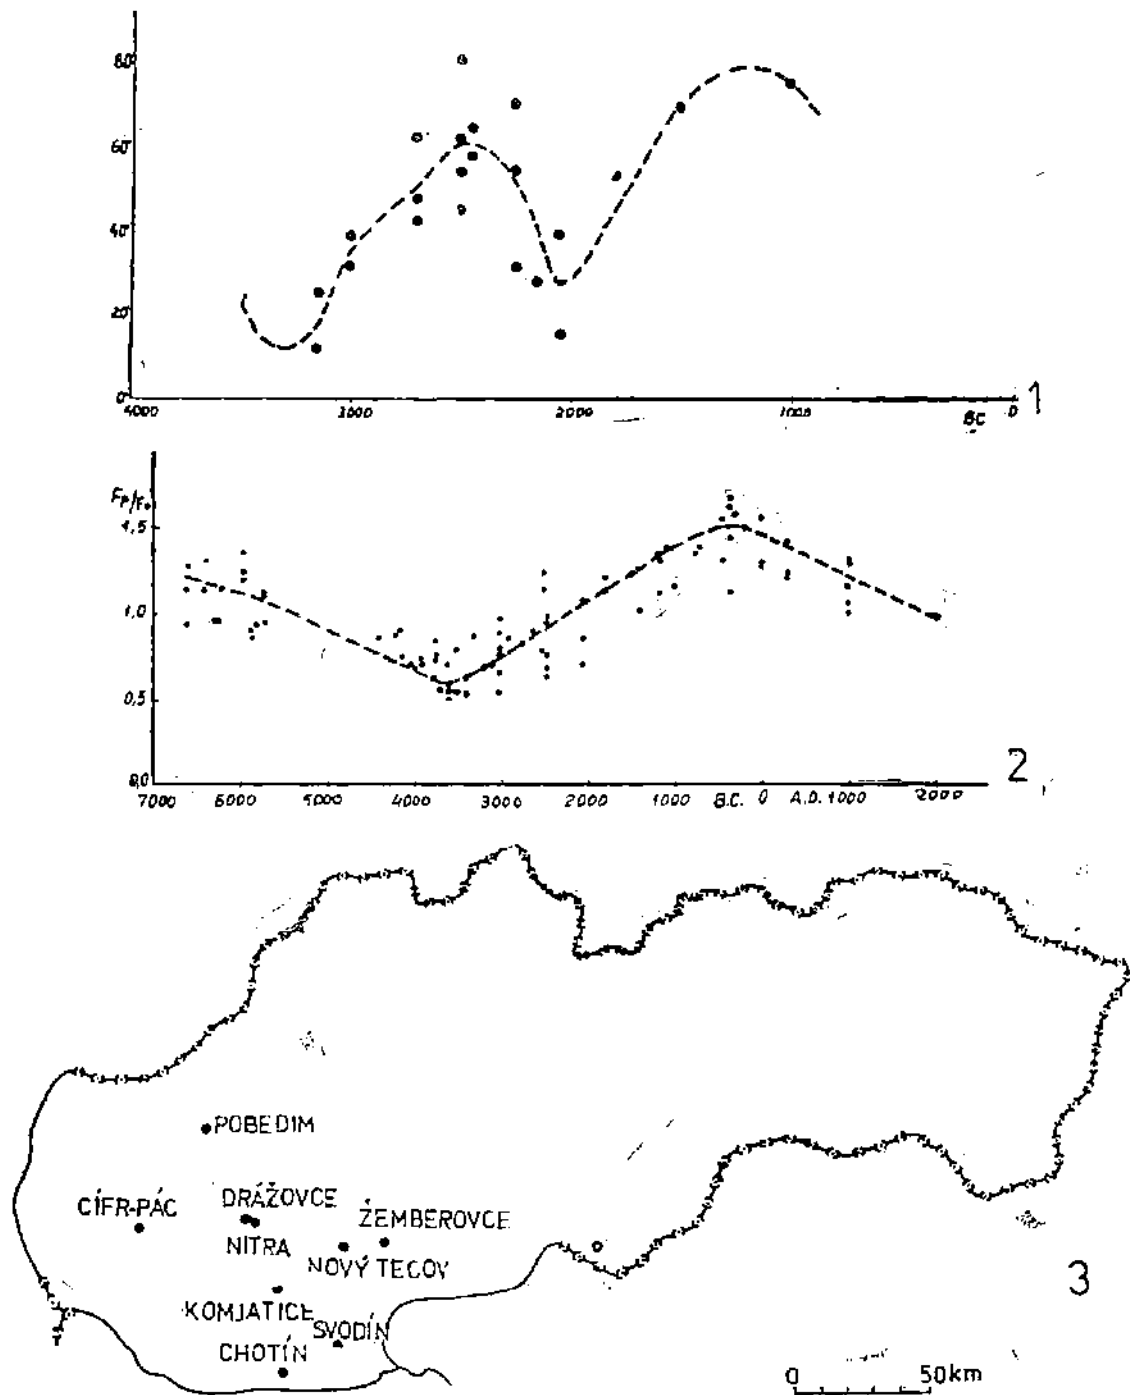 80
60
40
20
0
4000 3000 2000 1000 0
BC
1
Fp/F•
1,5
1,0
0,5
0,0
7000 6000 5000 4000 3000 2000 1000 B.C. 0 A.D. 1000 2000
2
POBEDIM
CÍFR-PÁC
DRÁŽOVCE
ŽEMBEROVCE
NITRA
NOVÝ TEGOV
KOMJATICE
SVODÍN
CHOTÍN
3
0 50km